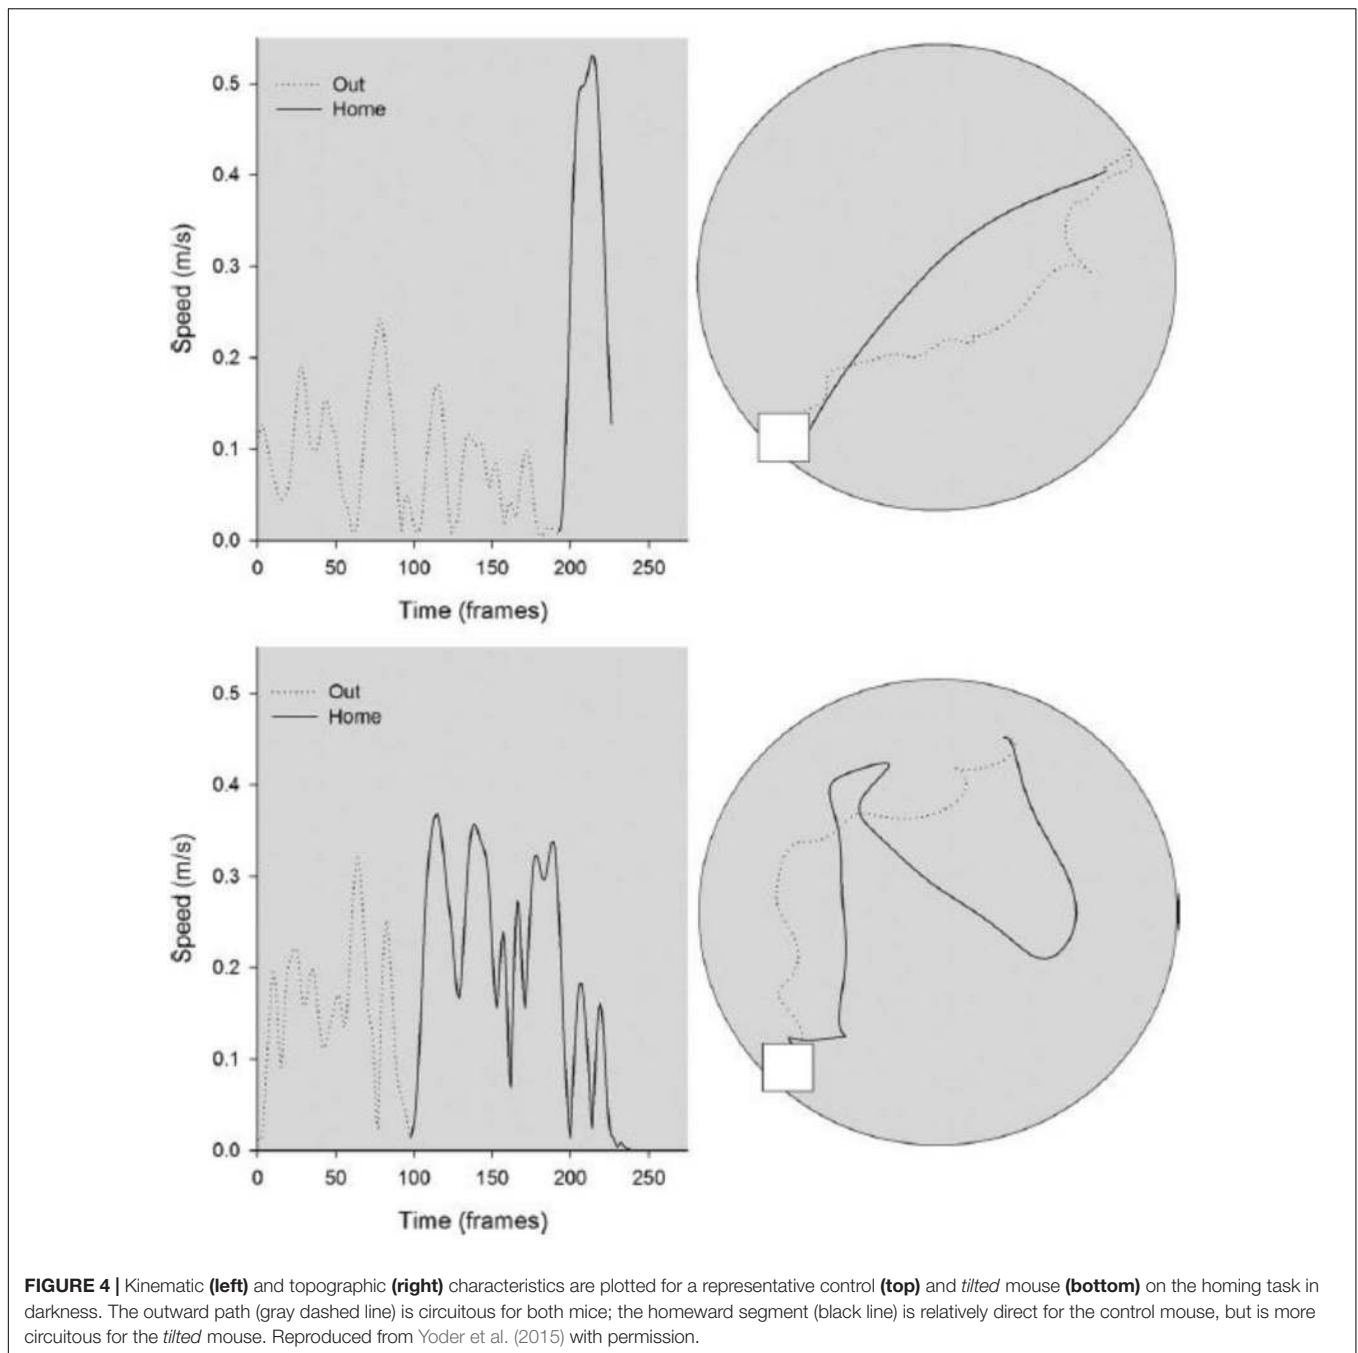 0.5
0.4
0.3
0.2
0.1
0.0
Speed (m/s)
Out
Home
0 50 100 150 200 250
Time (frames)
0.5
0.4
0.3
0.2
0.1
0.0
Speed (m/s)
Out
Home
0 50 100 150 200 250
Time (frames)
FIGURE 4 | Kinematic (left) and topographic (right) characteristics are plotted for a representative control (top) and tilted mouse (bottom) on the homing task in
darkness. The outward path (gray dashed line) is circuitous for both mice; the homeward segment (black line) is relatively direct for the control mouse, but is more
circuitous for the tilted mouse. Reproduced from Yoder et al. (2015) with permission.